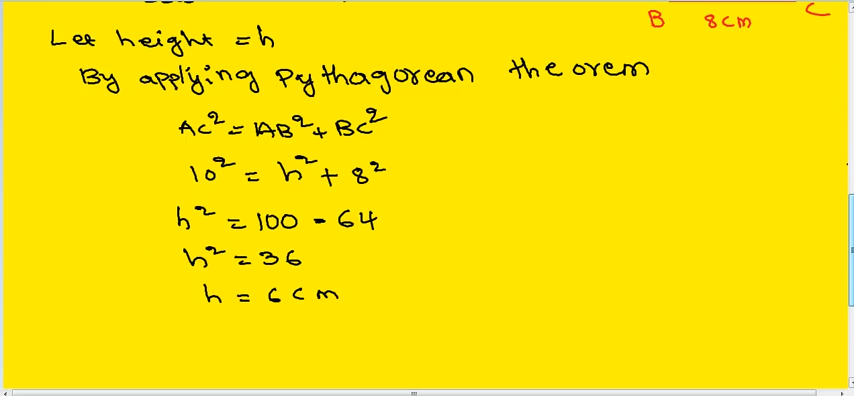 B 8cm C
Let height = h
By applying Pythagorean theorem
AC² = AB² + BC²
10² = h² + 8²
h² = 100 - 64
h² = 36
h = 6cm